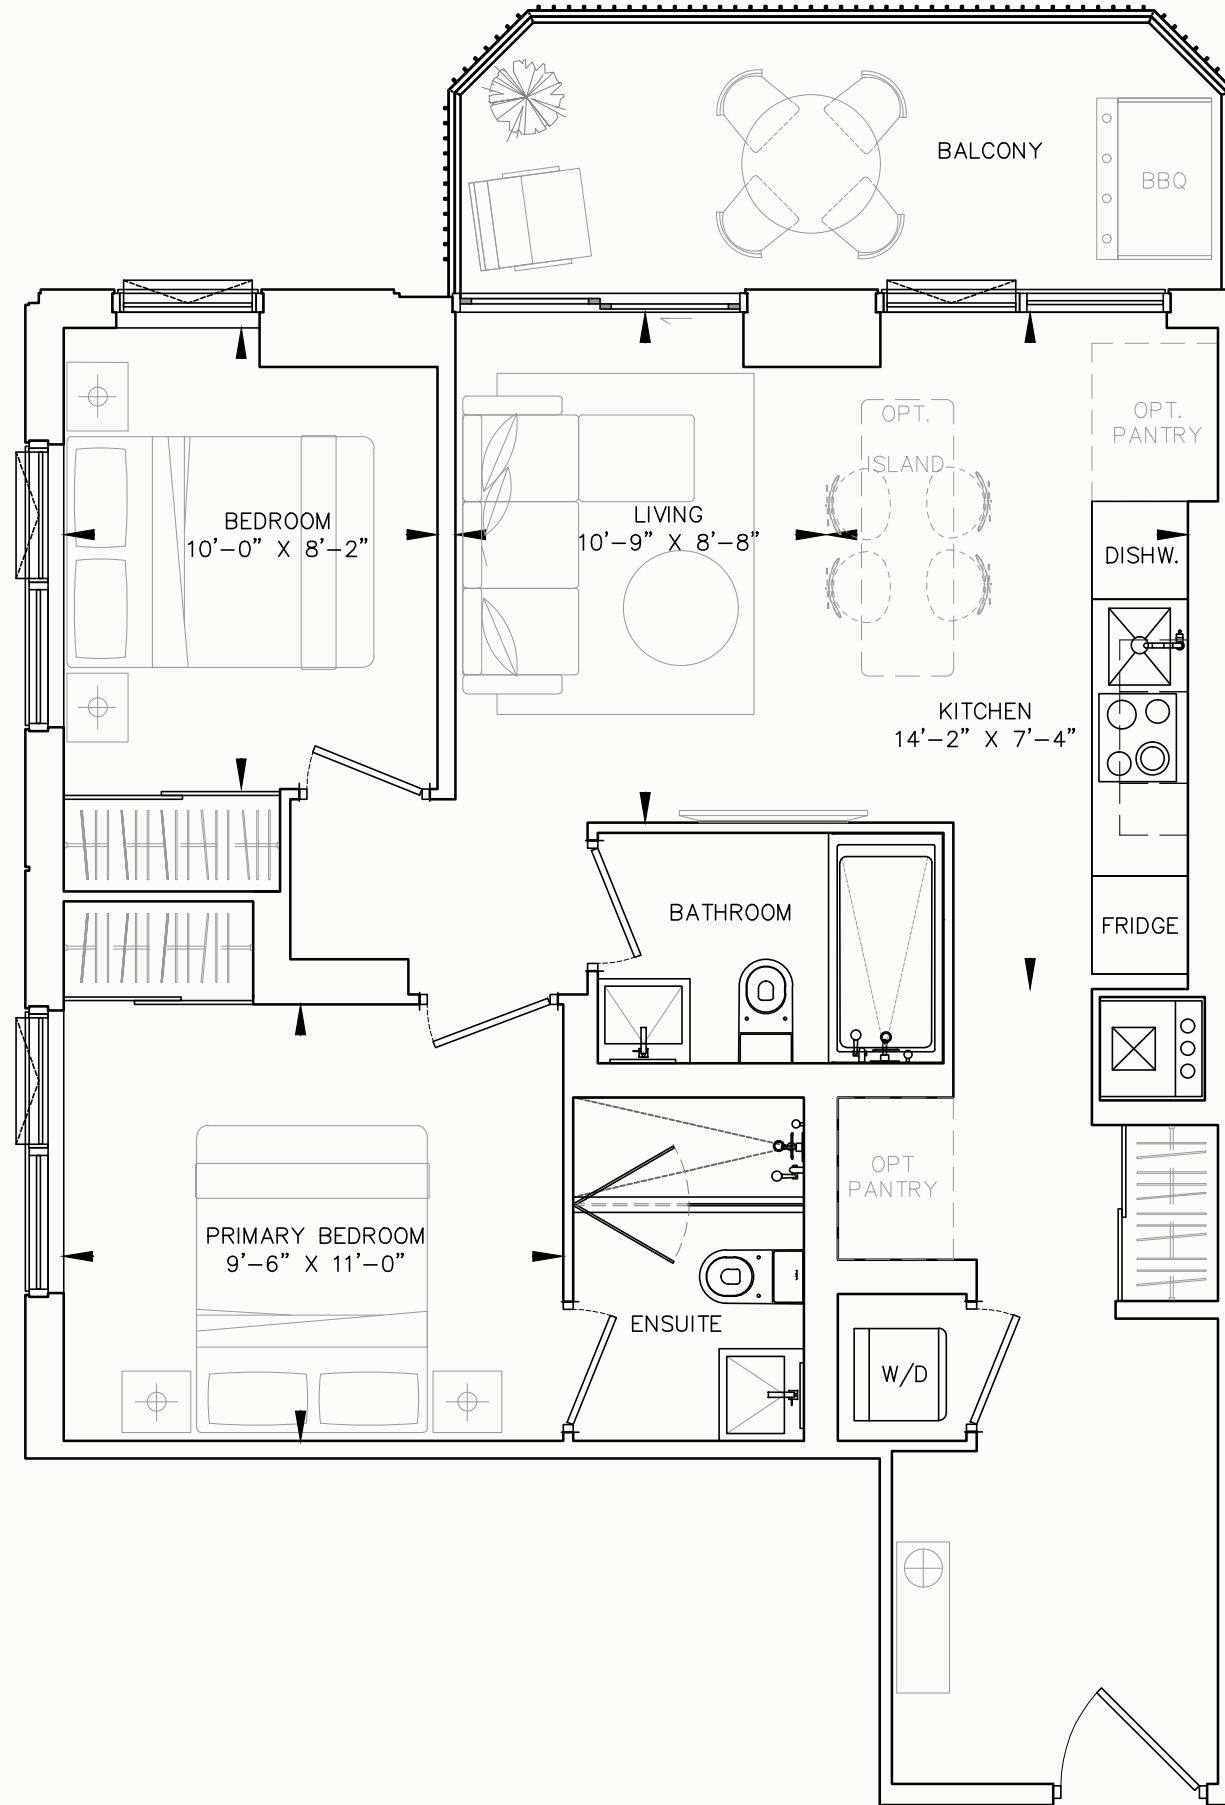 BALCONY
BBQ
OPT.
PANTRY
OPT.
ISLAND
BEDROOM
10'-0" X 8'-2"
LIVING
10'-9" X 8'-8"
DISHW.
KITCHEN
14'-2" X 7'-4"
BATHROOM
FRIDGE
OPT
PANTRY
PRIMARY BEDROOM
9'-6" X 11'-0"
ENSUITE
W/D